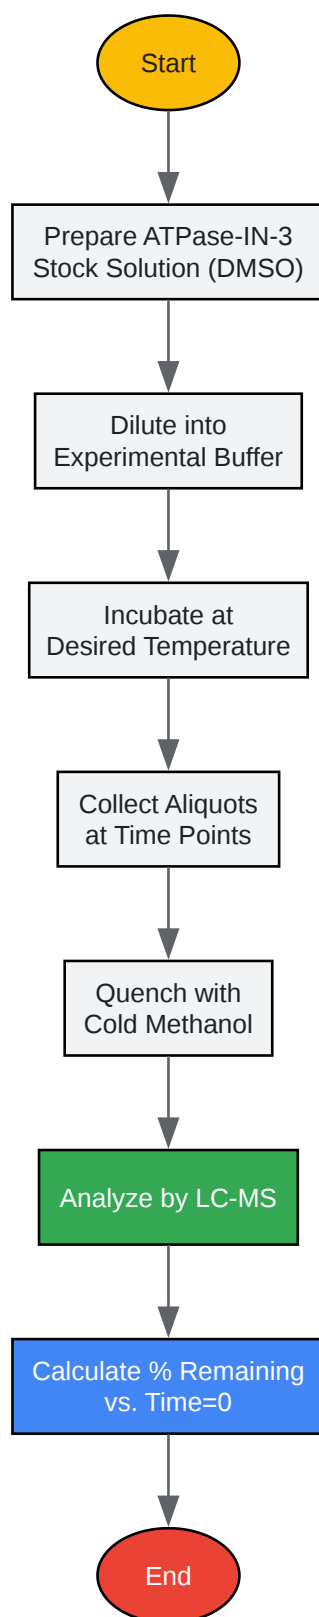 Start
Prepare ATPase-IN-3
Stock Solution (DMSO)
Dilute into
Experimental Buffer
Incubate at
Desired Temperature
Collect Aliquots
at Time Points
Quench with
Cold Methanol
Analyze by LC-MS
Calculate % Remaining
vs. Time=0
End